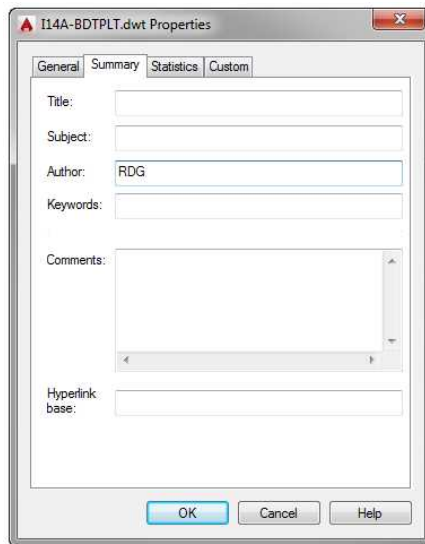 I14A-BDTPLT.dwt Properties
General Summary Statistics Custom
Title:
Subject:
Author: RDG
Keywords:
Comments:
Hyperlink
base:
OK Cancel Help